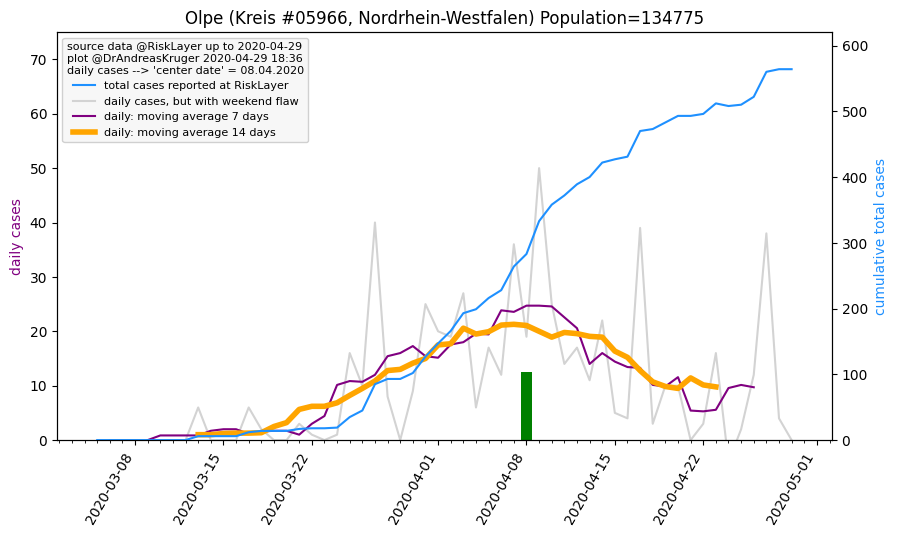 Olpe (Kreis #05966, Nordrhein-Westfalen) Population=134775
source data @RiskLayer up to 2020-04-29
plot @DrAndreasKruger 2020-04-29 18:36
daily cases --> 'center date' = 08.04.2020
total cases reported at RiskLayer
daily cases, but with weekend flaw
daily: moving average 7 days
daily: moving average 14 days
daily cases
70
60
50
40
30
20
10
0
cumulative total cases
600
500
400
300
200
100
0
2020-03-08
2020-03-15
2020-03-22
2020-04-01
2020-04-08
2020-04-15
2020-04-22
2020-05-01